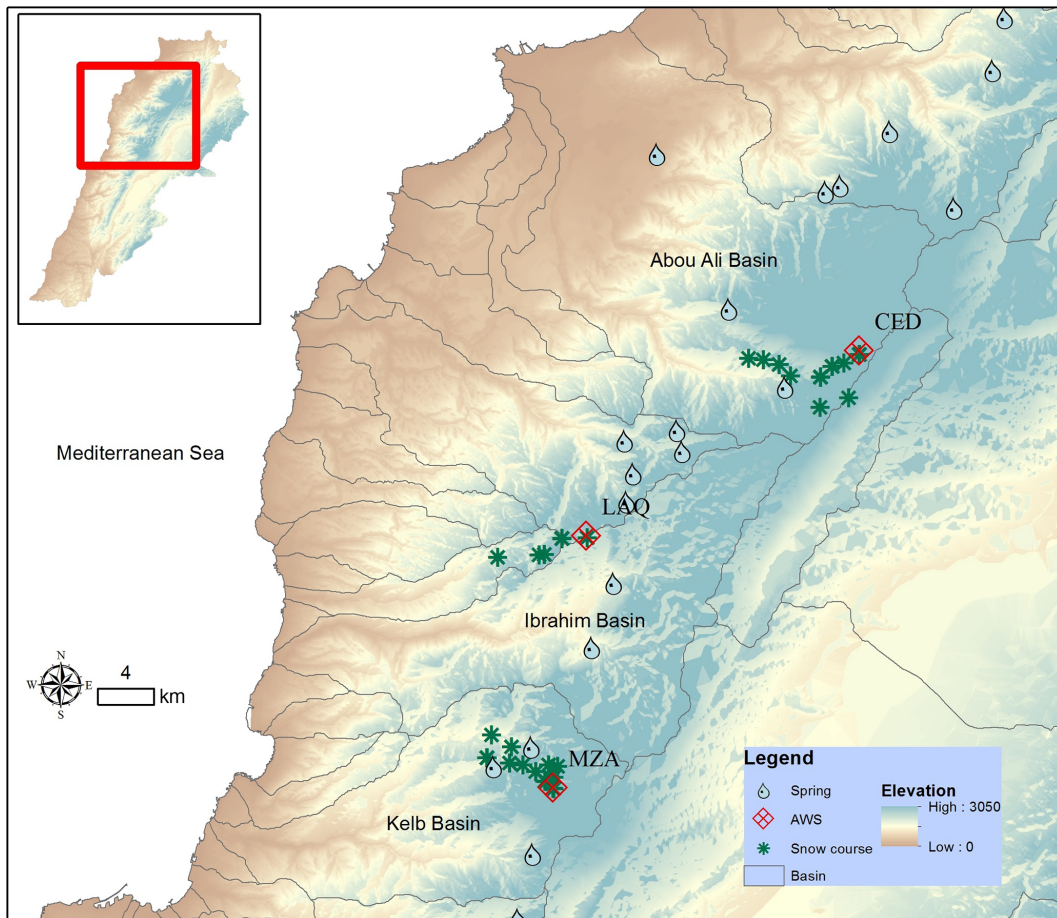 Abou Ali Basin
CED
Mediterranean Sea
LAQ
Ibrahim Basin
N
W
E
S
4
km
MZA
Kelb Basin
Legend
Spring
AWS
Snow course
Basin
Elevation
High : 3050
Low : 0